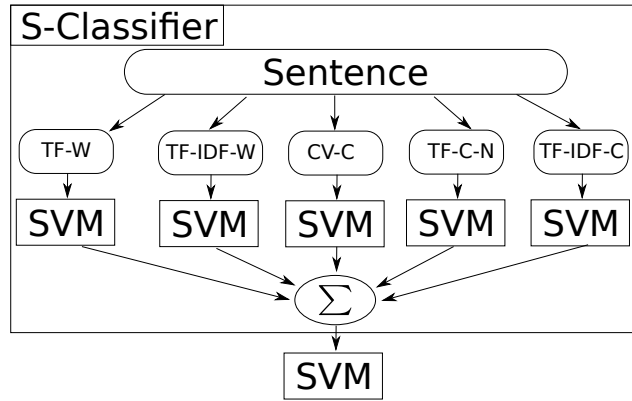 S-Classifier
Sentence
TF-W TF-IDF-W CV-C TF-C-N TF-IDF-C
SVM SVM SVM SVM SVM
Σ
SVM